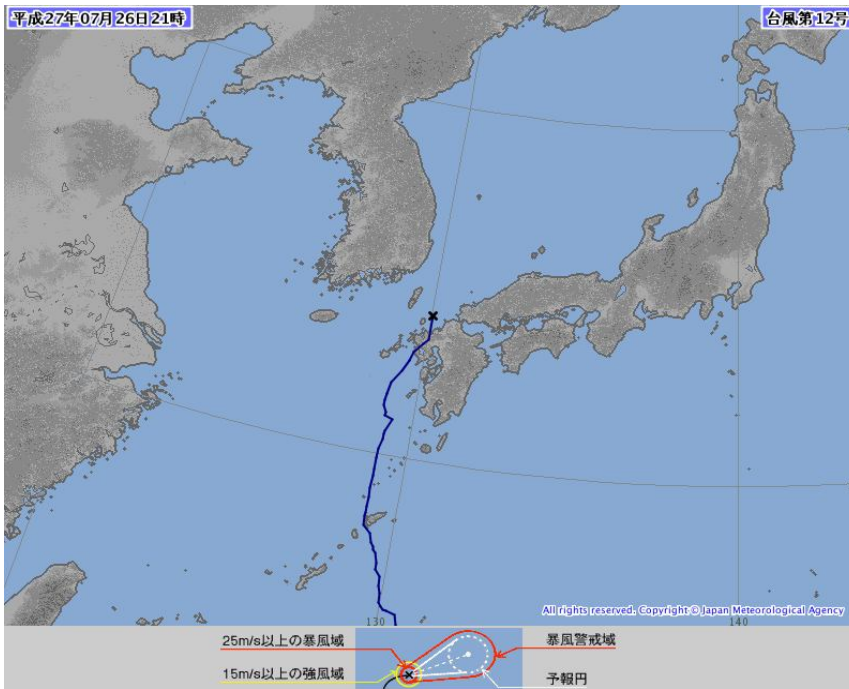 平成27年07月26日21時
台風第12号
All rights reserved. Copyright © Japan Meteorological Agency
130
140
25m/s以上の暴風域
暴風警戒域
15m/s以上の強風域
予報円